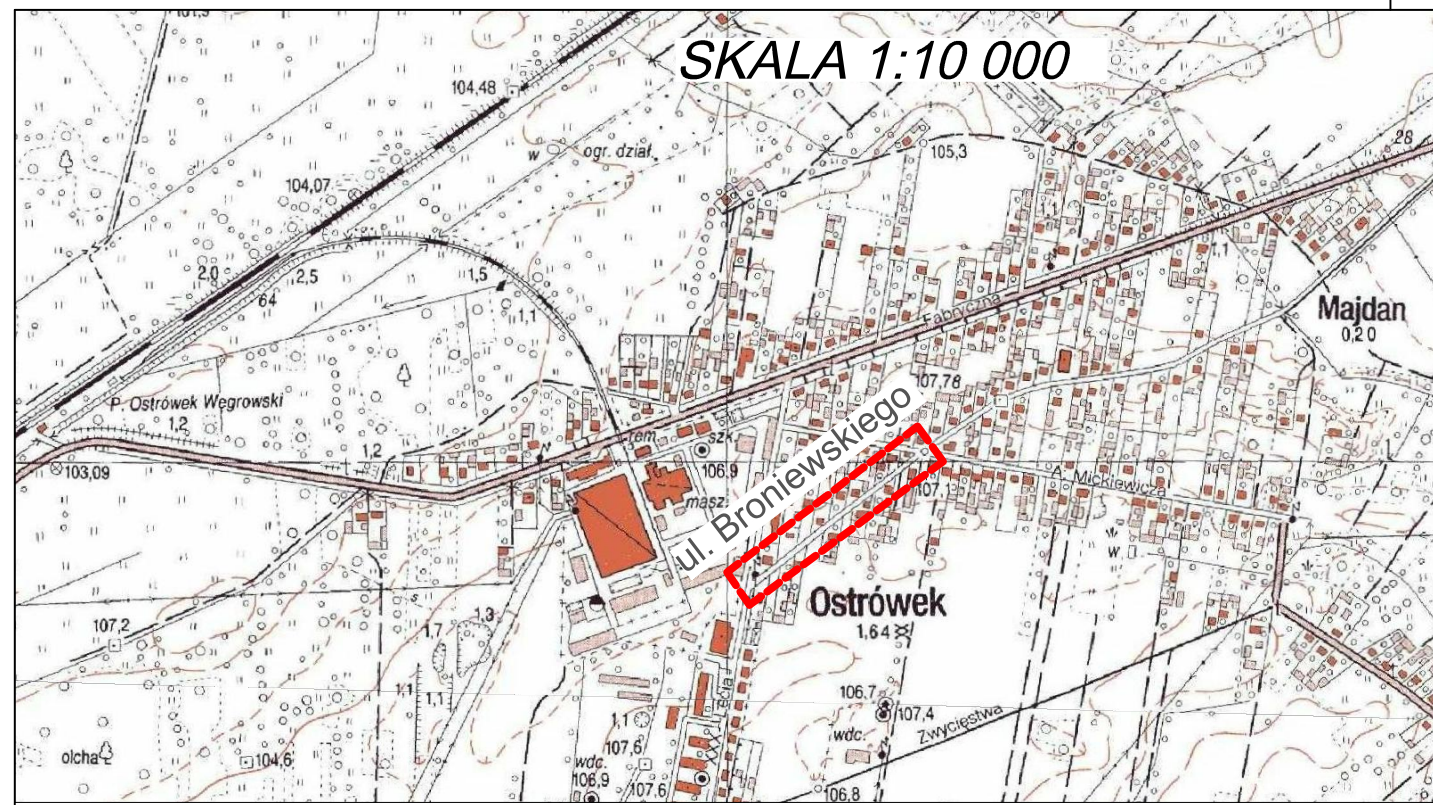 SKALA 1:10 000
104,48
w
ogr. dział.
105,3
28
104,07
2,0
2,5
64
1,5
1,1
1,1
Fabryczna
Majdan
0,20
107,78
P. Ostrówek Węgrowski
1,2
1,2
103,09
rem.
szk.
106,9
masz.
ul. Broniewskiego
107,1
A. Mickiewicza
w
Ostrówek
1,64
107,2
1,7
1,3
1,1
1,1
s
106,7
107,4
Zwycięstwa
wdc.
1,1
107,6
olcha
104,6
wdc.
106,9
107,6
106,8